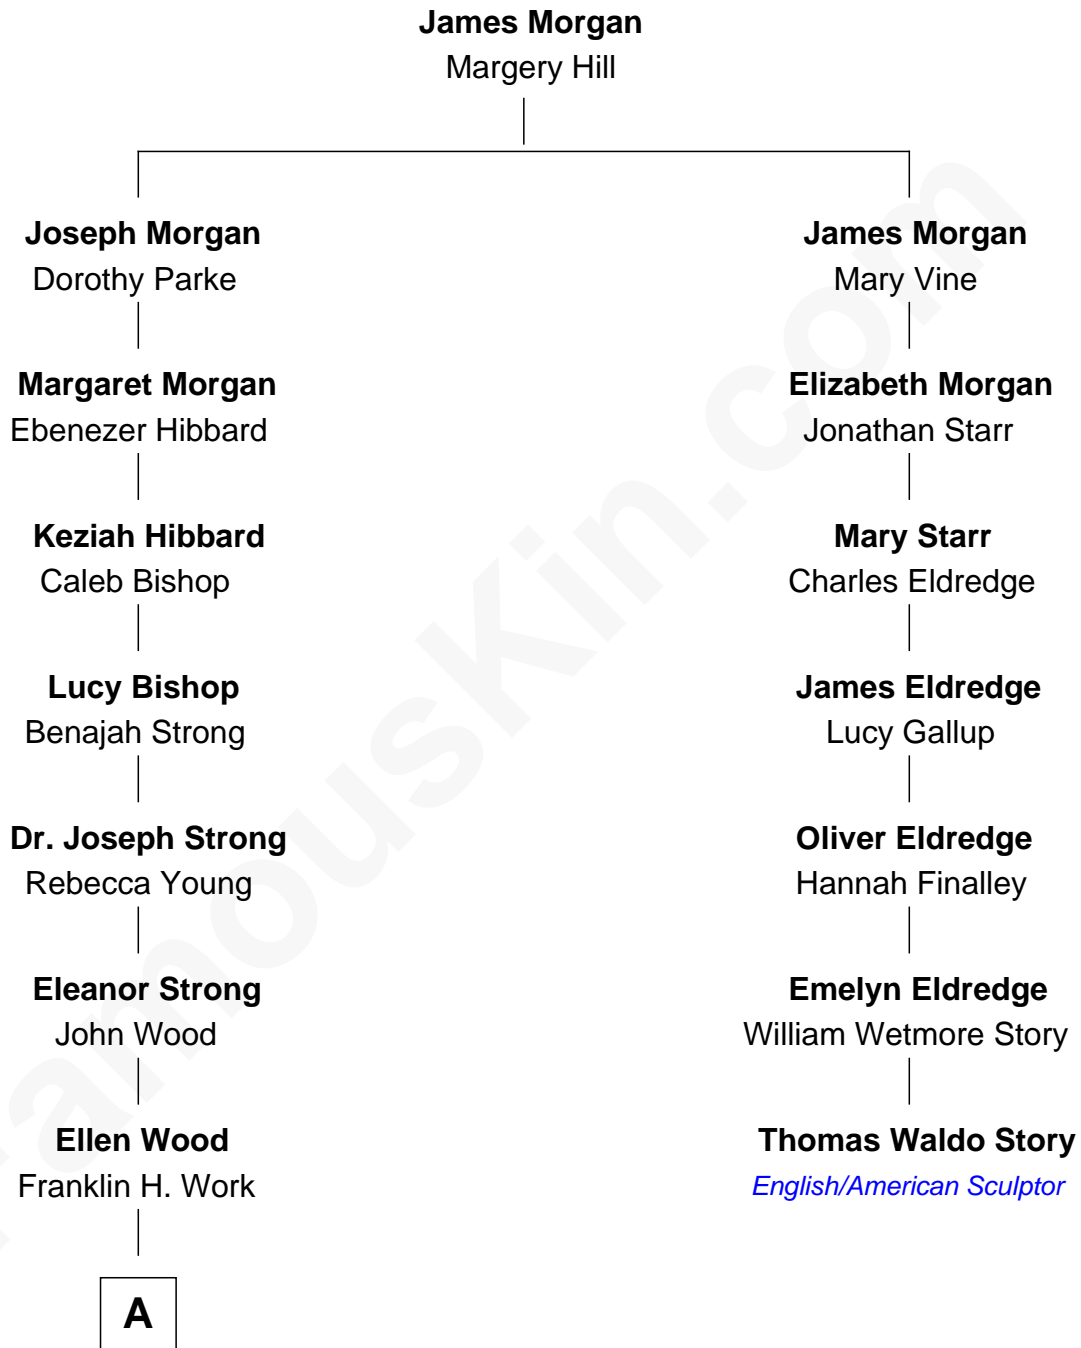 James Morgan
Margery Hill
Joseph Morgan
Dorothy Parke
James Morgan
Mary Vine
Margaret Morgan
Ebenezer Hibbard
Elizabeth Morgan
Jonathan Starr
Keziah Hibbard
Caleb Bishop
Mary Starr
Charles Eldredge
Lucy Bishop
Benajah Strong
James Eldredge
Lucy Gallup
Dr. Joseph Strong
Rebecca Young
Oliver Eldredge
Hannah Finalley
Eleanor Strong
John Wood
Emelyn Eldredge
William Wetmore Story
Ellen Wood
Franklin H. Work
Thomas Waldo Story
English/American Sculptor
A
FamousKin.com